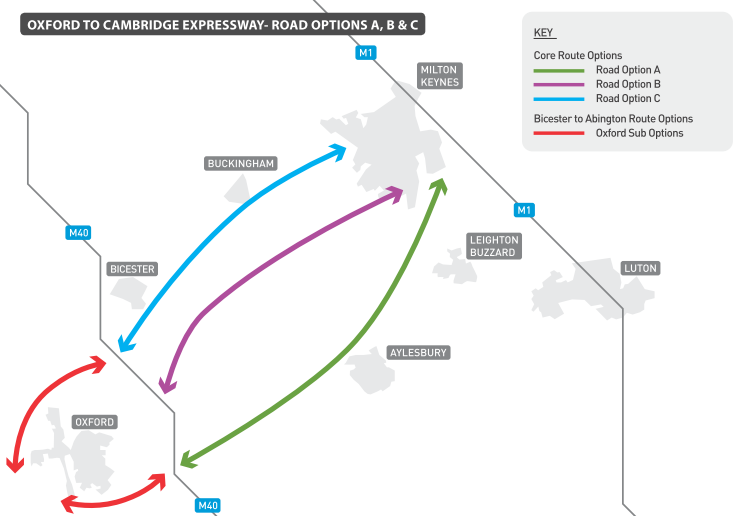 OXFORD TO CAMBRIDGE EXPRESSWAY- ROAD OPTIONS A, B & C
KEY
Core Route Options
Road Option A
Road Option B
Road Option C
Bicester to Abington Route Options
Oxford Sub Options
M1
MILTON
KEYNES
BUCKINGHAM
M1
M40
LEIGHTON
BUZZARD
BICESTER
LUTON
AYLESBURY
OXFORD
M40